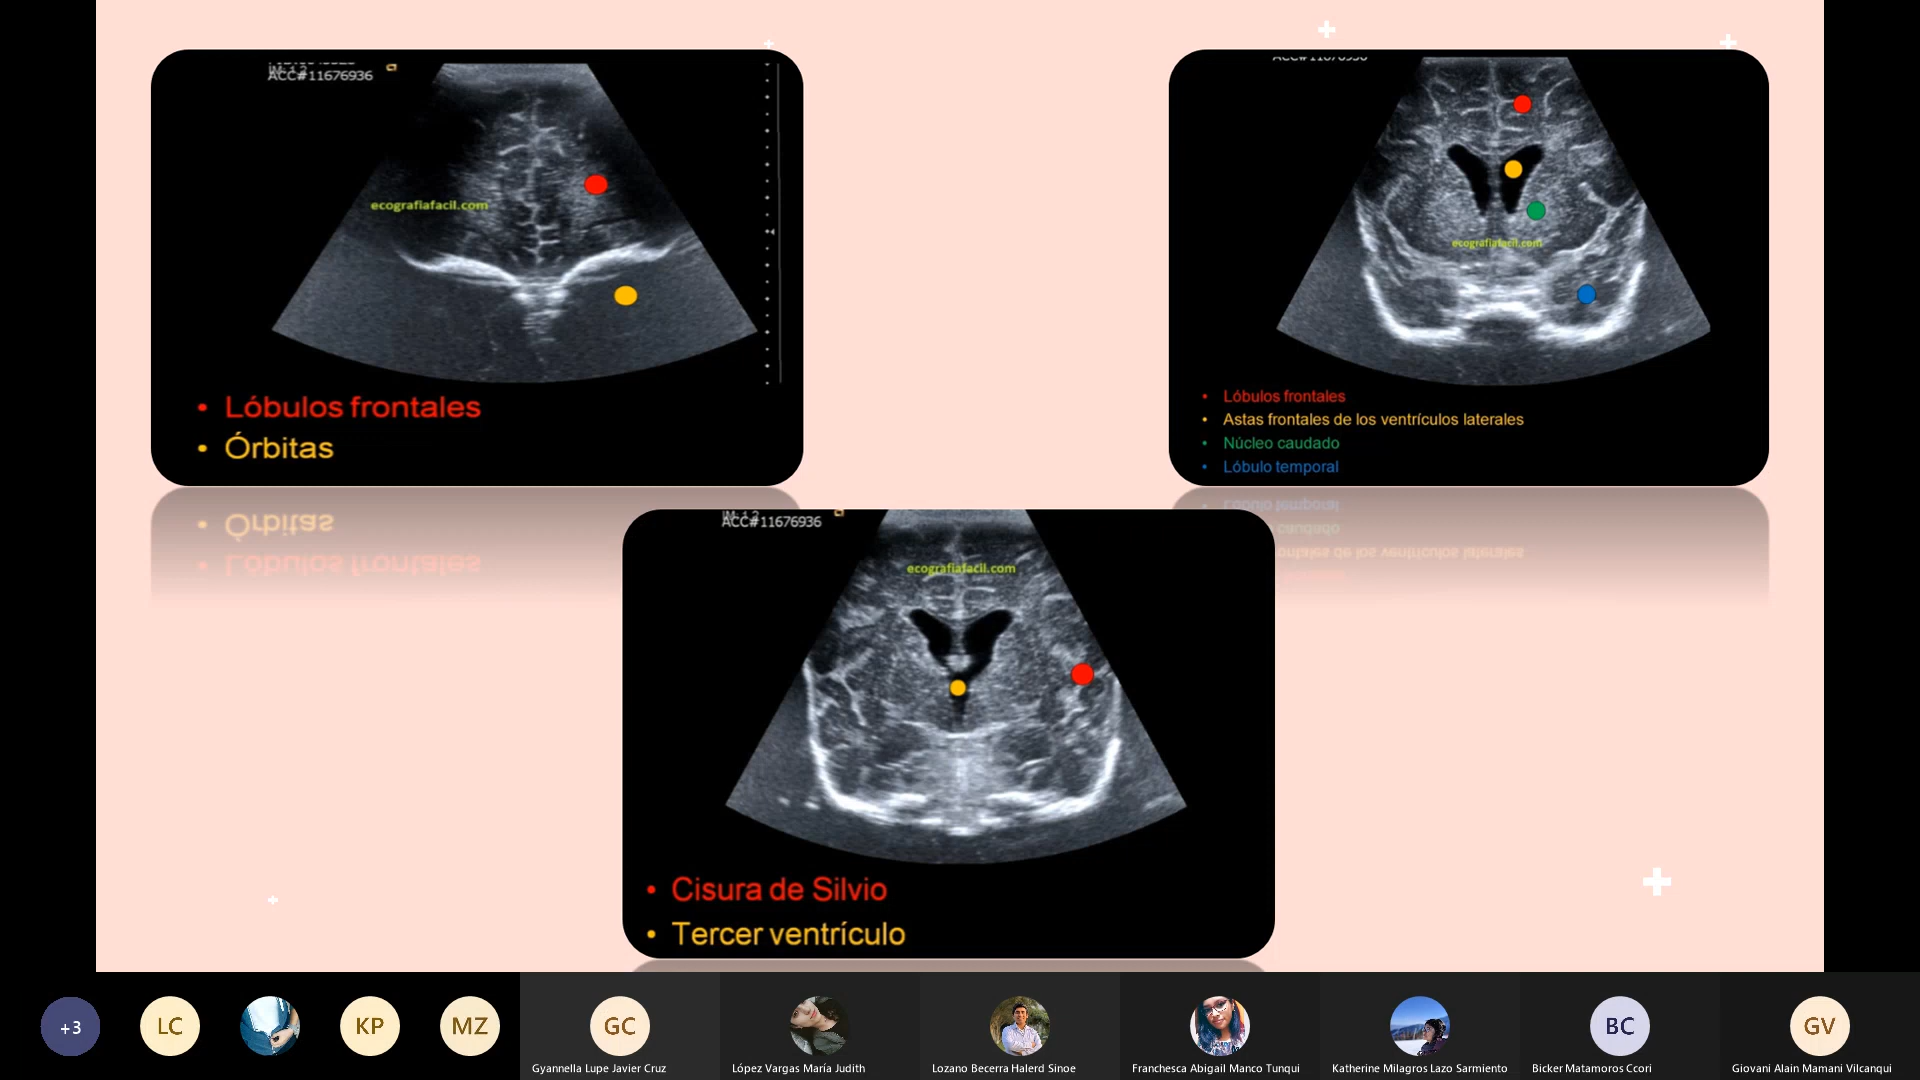 ACC#11676936
ecografiafacil.com
• Lóbulos frontales
• Órbitas
ACC#11676936
ecografiafacil.com
• Lóbulos frontales
• Astas frontales de los ventrículos laterales
• Núcleo caudado
• Lóbulo temporal
ACC#11676936
ecografiafacil.com
• Cisura de Silvio
• Tercer ventrículo
+3
LC
KP
MZ
GC
BC
GV
Gyannella Lupe Javier Cruz
López Vargas María Judith
Lozano Becerra Halerd Sinoe
Franchesca Abigail Manco Tunqui
Katherine Milagros Lazo Sarmiento
Bicker Matamoros Ccori
Giovani Alain Mamani Vilcanqui